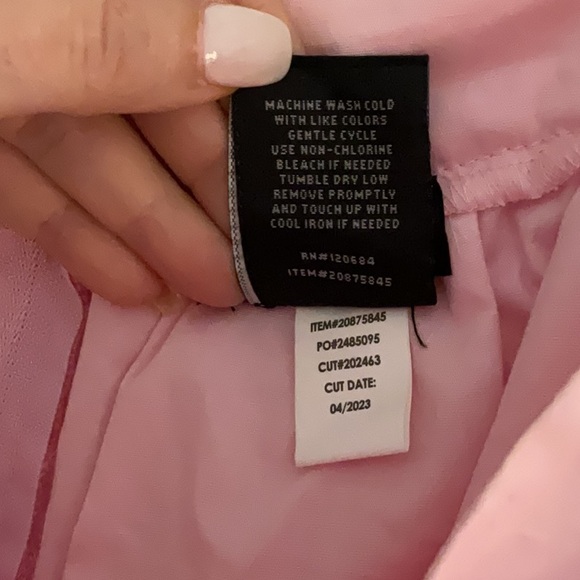 MACHINE WASH COLD
WITH LIKE COLORS
GENTLE CYCLE
USE NON-CHLORINE
BLEACH IF NEEDED
TUMBLE DRY LOW
REMOVE PROMPTLY
AND TOUCH UP WITH
COOL IRON IF NEEDED
RN#120684
ITEM#20875845
ITEM#20875845
PO#2485095
CUT#202463
CUT DATE:
04/2023